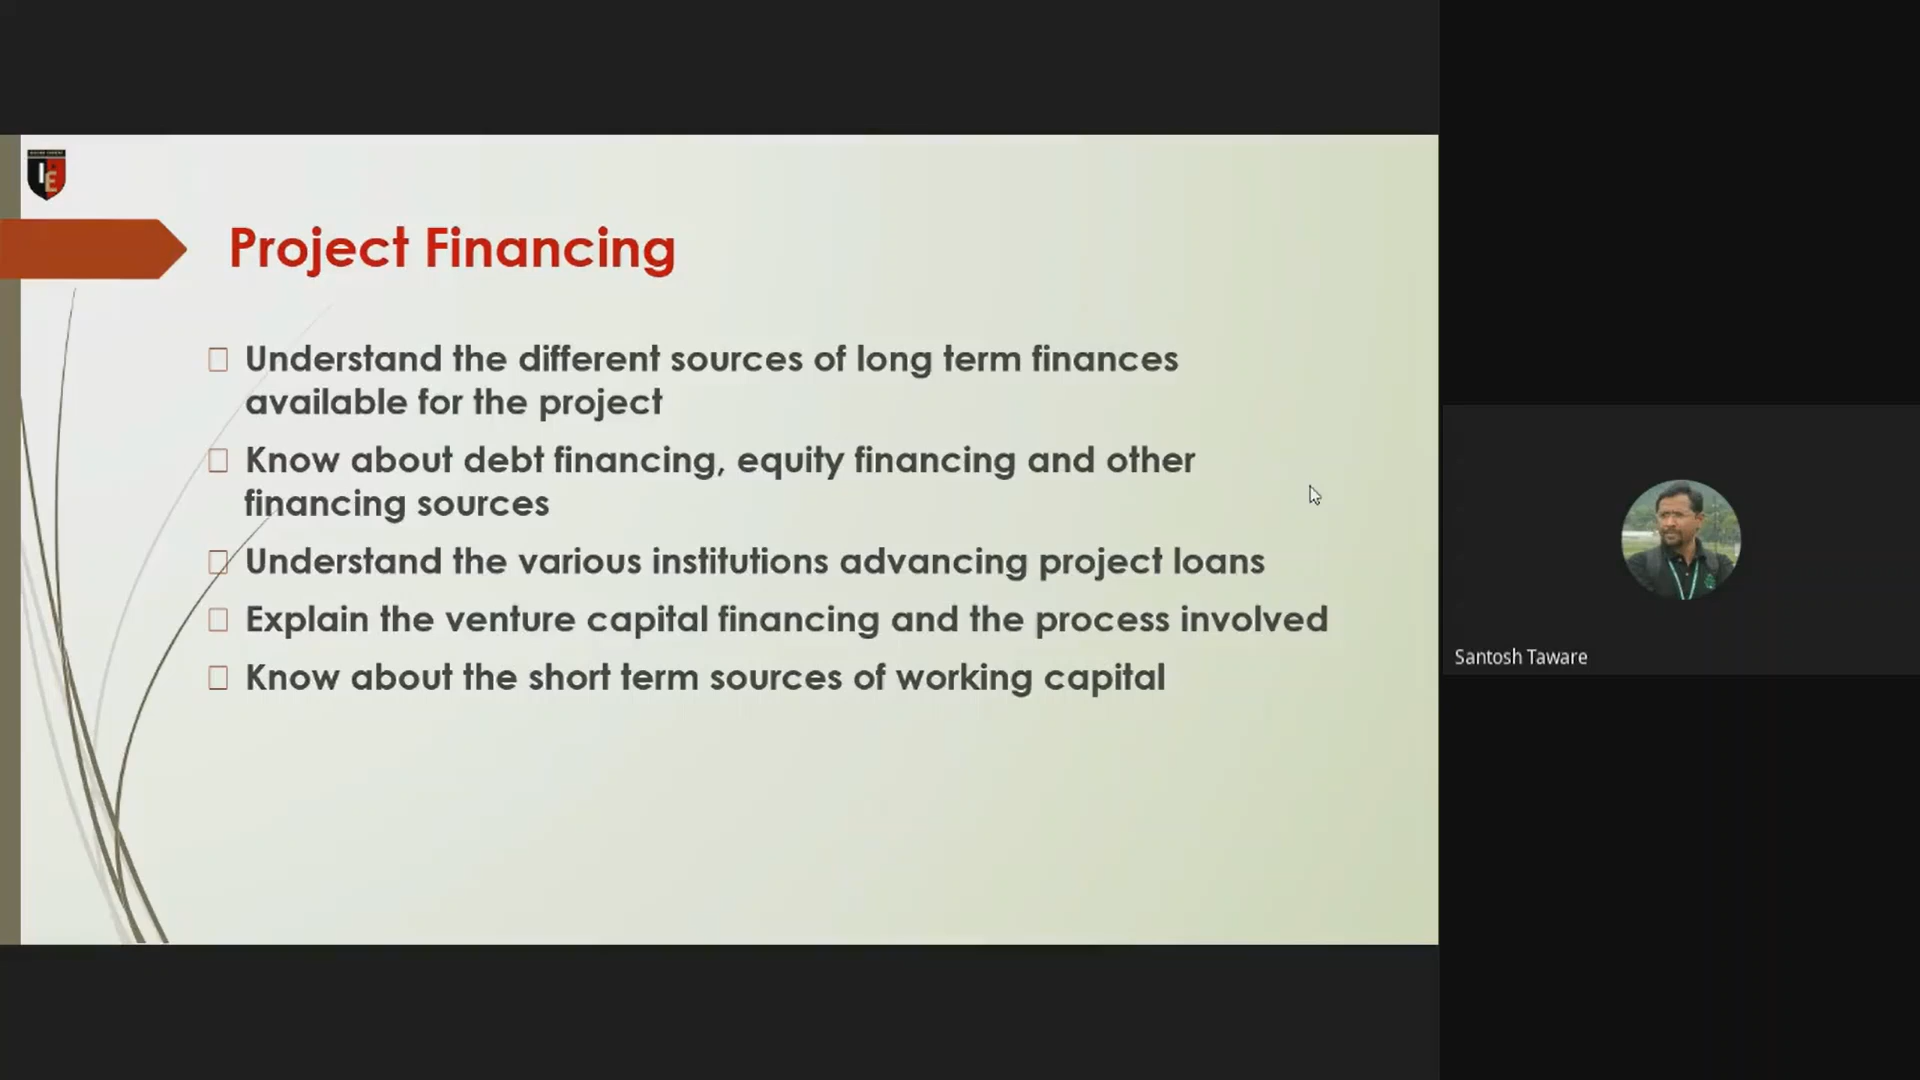 IE
Project Financing
Understand the different sources of long term finances
available for the project
Know about debt financing, equity financing and other
financing sources
Understand the various institutions advancing project loans
Explain the venture capital financing and the process involved
Know about the short term sources of working capital
Santosh Taware